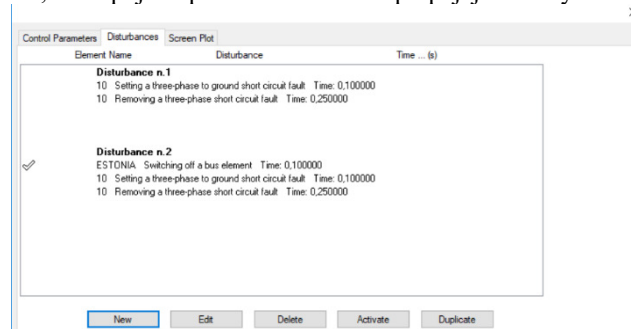 Control Parameters Disturbances Screen Plot
Element Name Disturbance Time ... (s)
Disturbance n.1
10 Setting a three-phase to ground short circuit fault Time: 0,100000
10 Removing a three-phase short circuit fault Time: 0,250000
Disturbance n.2
ESTONIA Switching off a bus element Time: 0,100000
10 Setting a three-phase to ground short circuit fault Time: 0,100000
10 Removing a three-phase short circuit fault Time: 0,250000
New Edit Delete Activate Duplicate